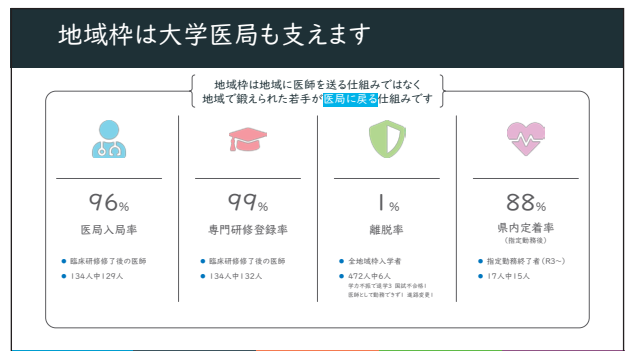 地域枠は大学医局も支えます
地域枠は地域に医師を送る仕組みではなく
地域で鍛えられた若手が医局に戻る仕組みです
96%
医局入局率
● 臨床研修修了後の医師
● 134人中129人
99%
専門研修登録率
● 臨床研修修了後の医師
● 134人中132人
1%
離脱率
● 全地域枠入学者
● 472人中6人
学力不振で退学3 国試不合格1
医師として勤務できず1 進路変更1
88%
県内定着率
(指定勤務後)
● 指定勤務終了者(R3~)
● 17人中15人